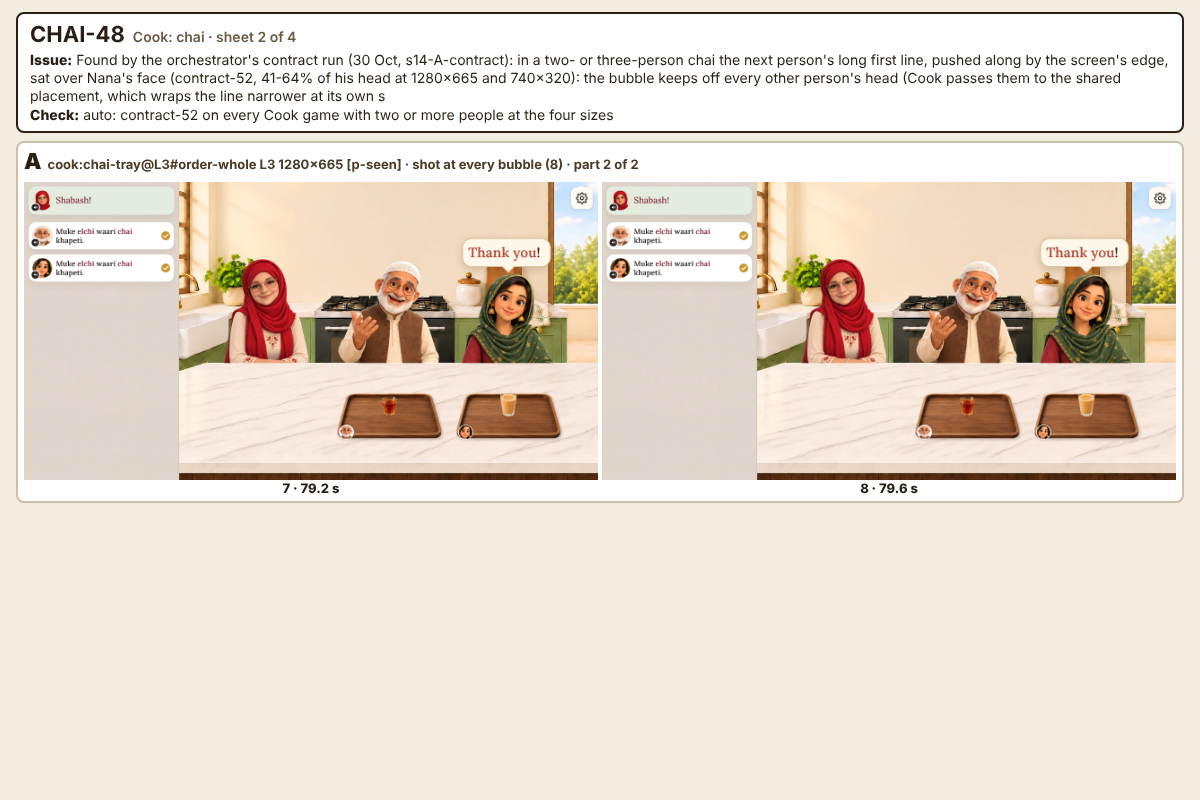 CHAI-48 Cook: chai · sheet 2 of 4
Issue: Found by the orchestrator's contract run (30 Oct, s14-A-contract): in a two- or three-person chai the next person's long first line, pushed along by the screen's edge,
sat over Nana's face (contract-52, 41-64% of his head at 1280×665 and 740×320): the bubble keeps off every other person's head (Cook passes them to the shared
placement, which wraps the line narrower at its own s
Check: auto: contract-52 on every Cook game with two or more people at the four sizes
A cook:chai-tray@L3#order-whole L3 1280×665 [p-seen] · shot at every bubble (8) · part 2 of 2
Shabash!
Muke elchi waari chai
khapeti.
Muke elchi waari chai
khapeti.
Thank you!
7 · 79.2 s
Shabash!
Muke elchi waari chai
khapeti.
Muke elchi waari chai
khapeti.
Thank you!
8 · 79.6 s